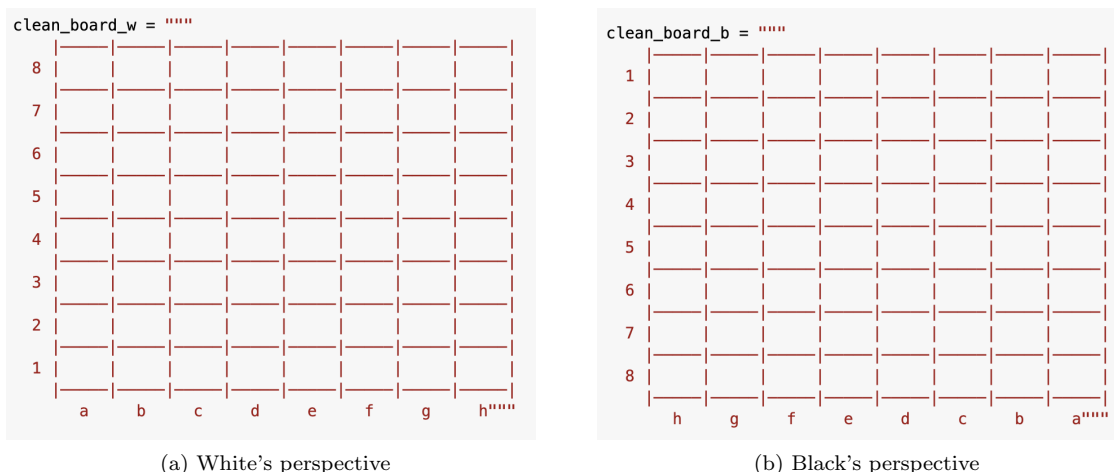 clean_board_w = """
|————|————|————|————|————|————|————|————|
8 |    |    |    |    |    |    |    |    |
|————|————|————|————|————|————|————|————|
7 |    |    |    |    |    |    |    |    |
|————|————|————|————|————|————|————|————|
6 |    |    |    |    |    |    |    |    |
|————|————|————|————|————|————|————|————|
5 |    |    |    |    |    |    |    |    |
|————|————|————|————|————|————|————|————|
4 |    |    |    |    |    |    |    |    |
|————|————|————|————|————|————|————|————|
3 |    |    |    |    |    |    |    |    |
|————|————|————|————|————|————|————|————|
2 |    |    |    |    |    |    |    |    |
|————|————|————|————|————|————|————|————|
1 |    |    |    |    |    |    |    |    |
|————|————|————|————|————|————|————|————|
a b c d e f g h"""
(a) White's perspective
clean_board_b = """
|————|————|————|————|————|————|————|————|
1 |    |    |    |    |    |    |    |    |
|————|————|————|————|————|————|————|————|
2 |    |    |    |    |    |    |    |    |
|————|————|————|————|————|————|————|————|
3 |    |    |    |    |    |    |    |    |
|————|————|————|————|————|————|————|————|
4 |    |    |    |    |    |    |    |    |
|————|————|————|————|————|————|————|————|
5 |    |    |    |    |    |    |    |    |
|————|————|————|————|————|————|————|————|
6 |    |    |    |    |    |    |    |    |
|————|————|————|————|————|————|————|————|
7 |    |    |    |    |    |    |    |    |
|————|————|————|————|————|————|————|————|
8 |    |    |    |    |    |    |    |    |
|————|————|————|————|————|————|————|————|
h g f e d c b a"""
(b) Black's perspective